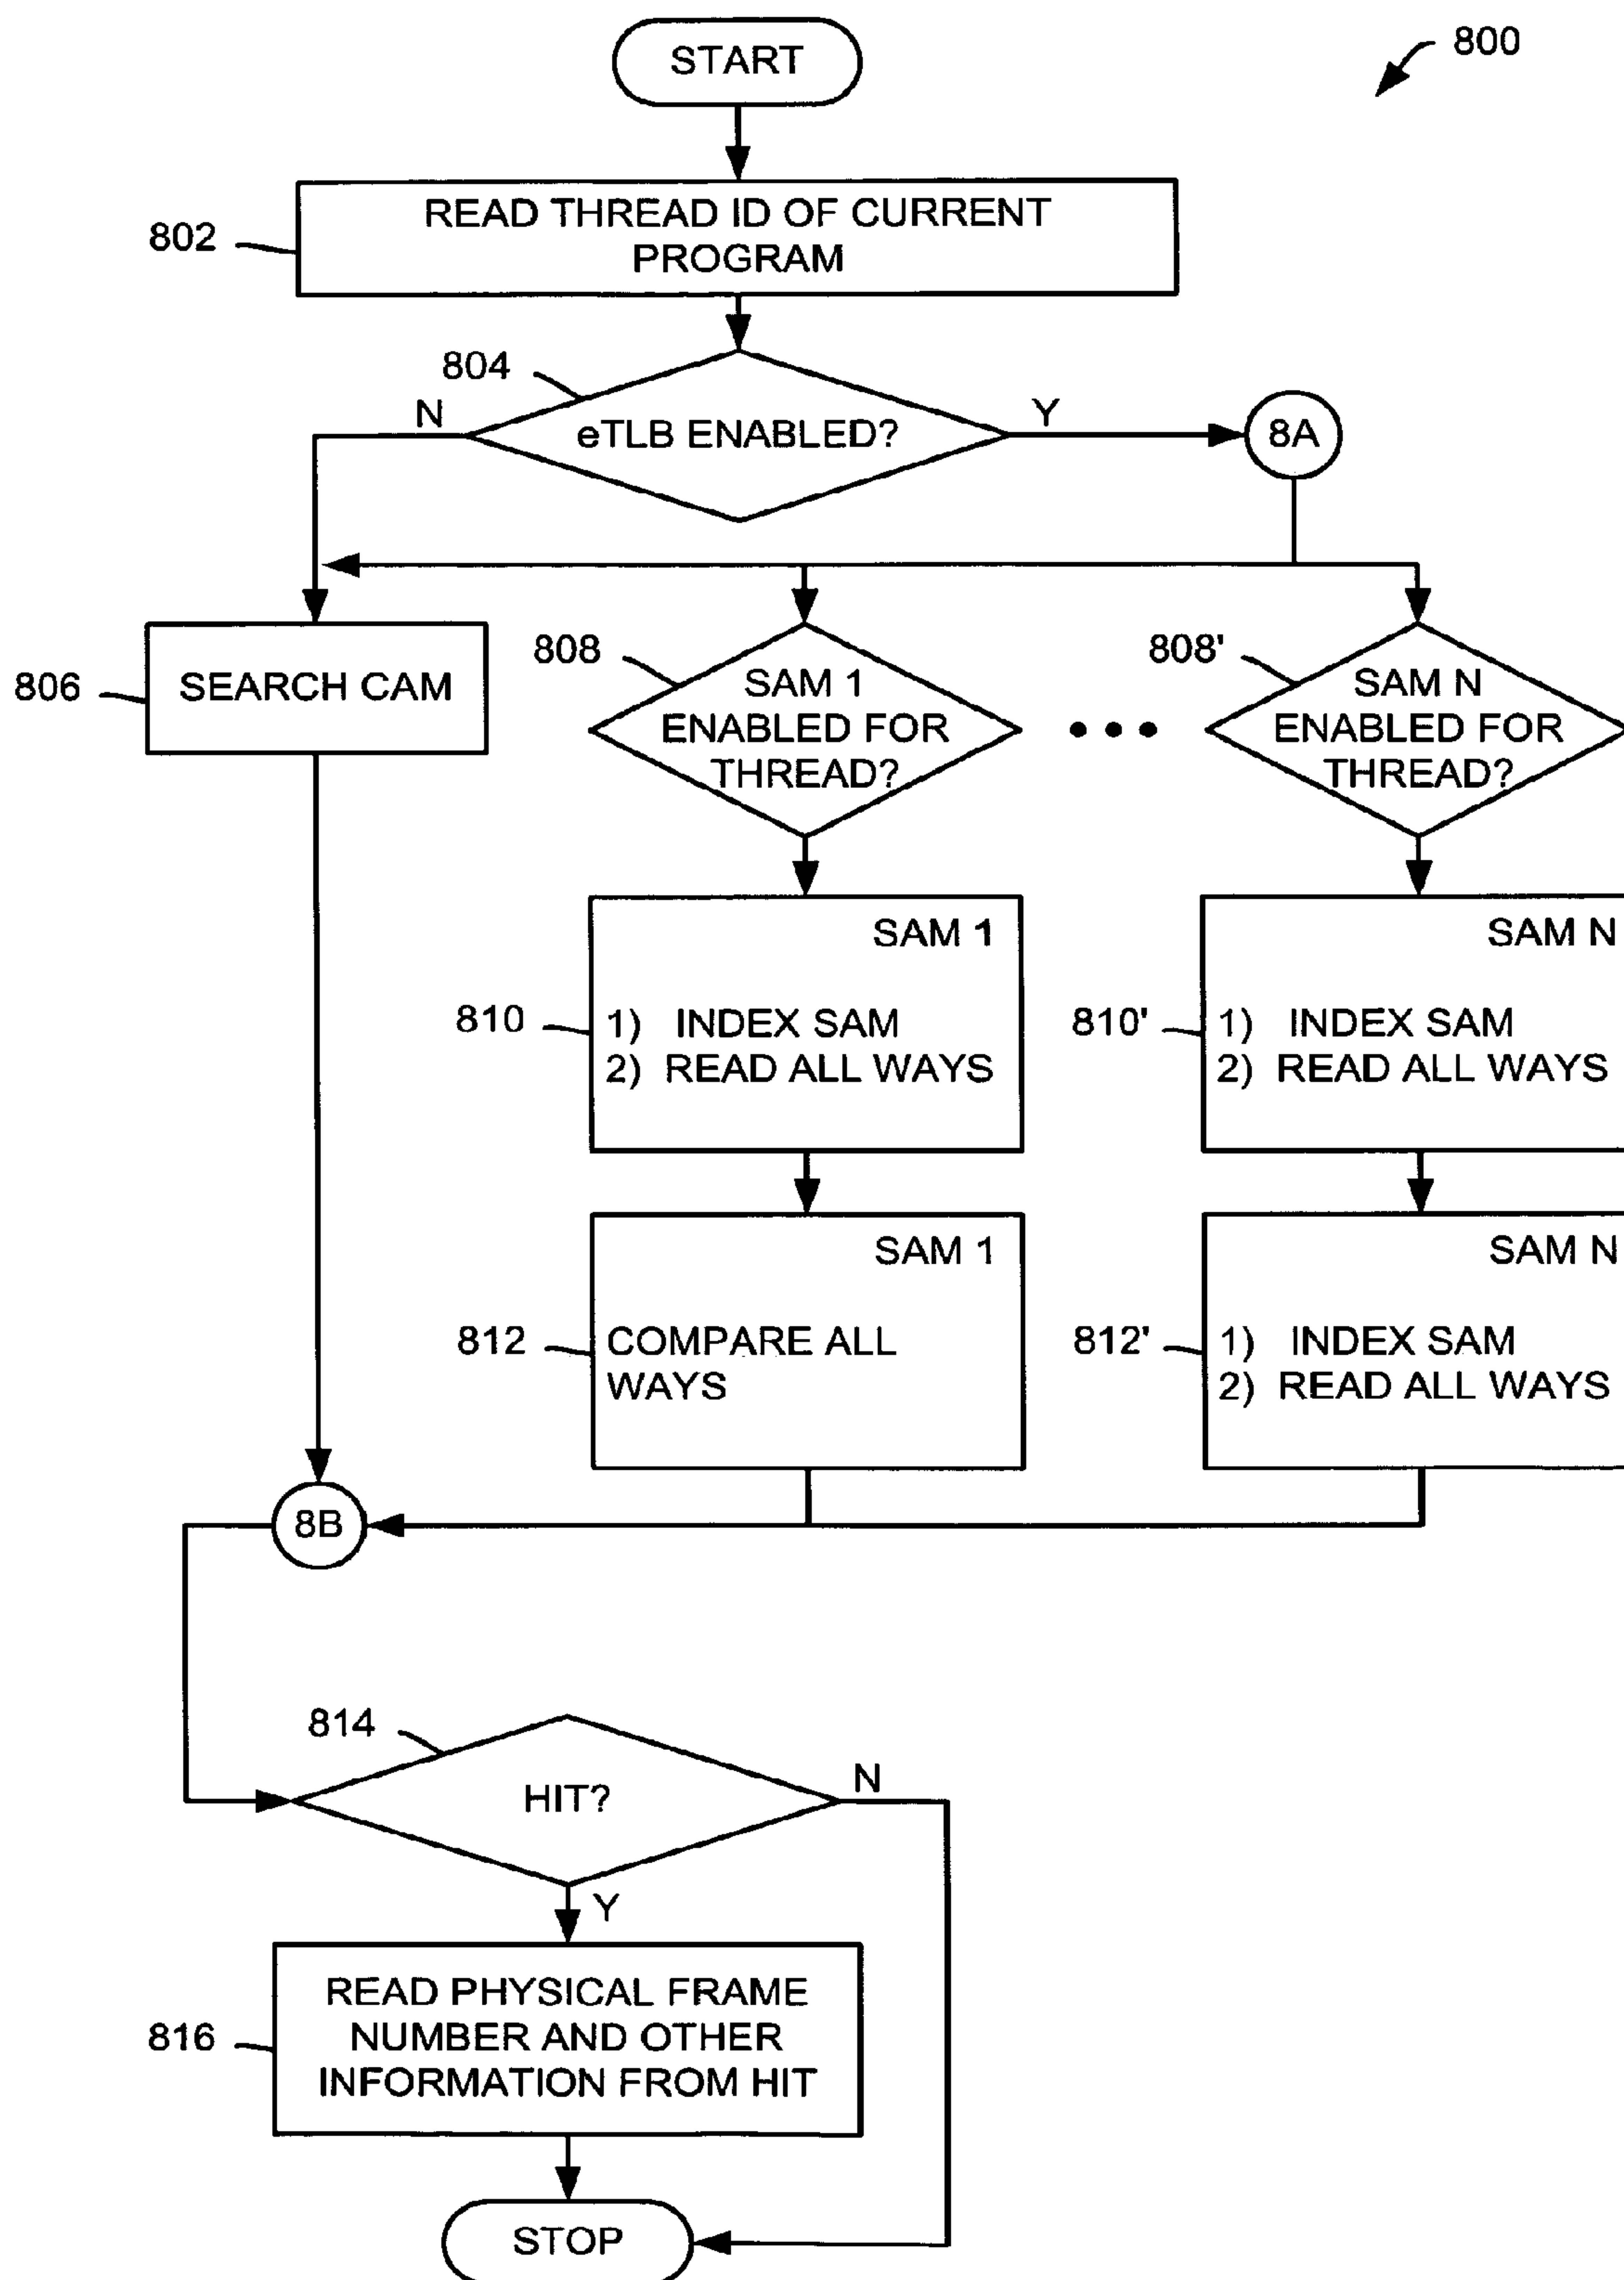 800
START
802
READ THREAD ID OF CURRENT
PROGRAM
804
N
eTLB ENABLED?
Y
8A
806
SEARCH CAM
808
SAM 1
ENABLED FOR
THREAD?
808'
SAM N
ENABLED FOR
THREAD?
810
SAM 1
1) INDEX SAM
2) READ ALL WAYS
810'
SAM N
1) INDEX SAM
2) READ ALL WAYS
812
SAM 1
COMPARE ALL
WAYS
812'
SAM N
1) INDEX SAM
2) READ ALL WAYS
8B
814
HIT?
N
Y
816
READ PHYSICAL FRAME
NUMBER AND OTHER
INFORMATION FROM HIT
STOP